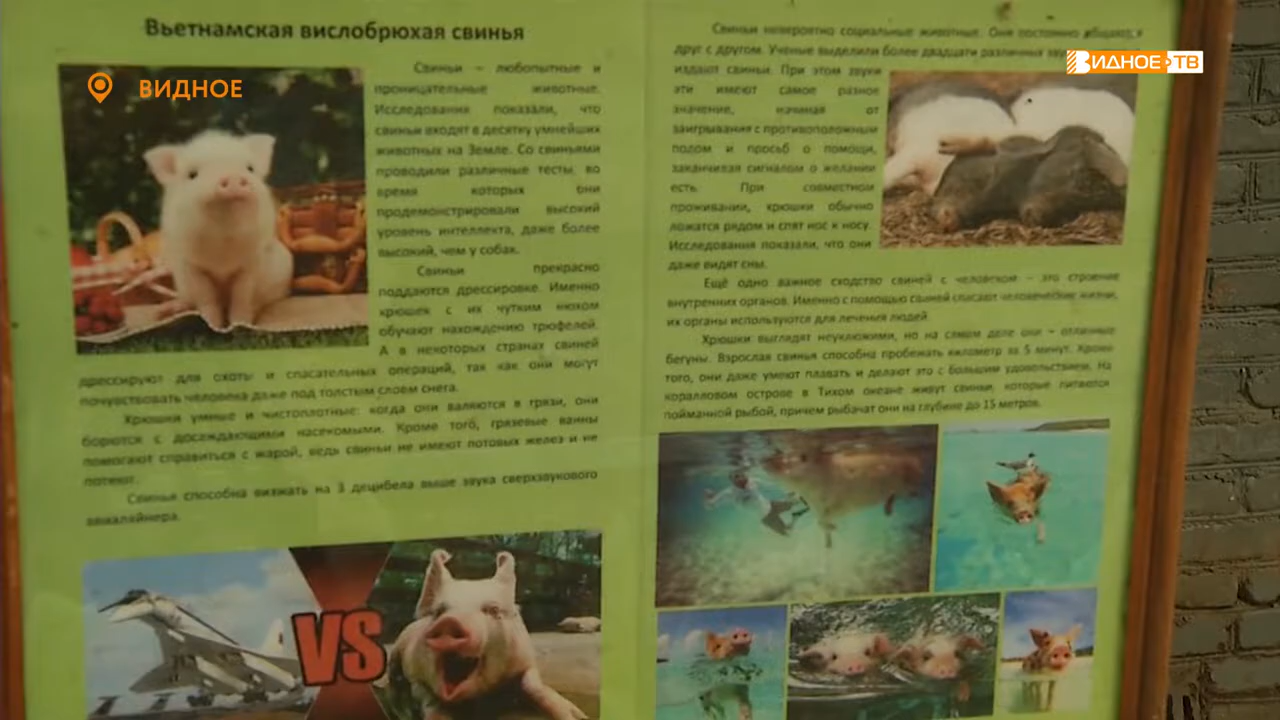 Вьетнамская вислобрюхая свинья
ВИДНОЕ
Свиньи – любопытные и
проницательные животные.
Исследования показали, что
свиньи входят в десятку умнейших
животных на Земле. Со свиньями
проводили различные тесты, во
время которых они
продемонстрировали высокий
уровень интеллекта, даже более
высокий, чем у собак.
Свиньи прекрасно
поддаются дрессировке. Именно
крюшек с их чутким нюхом
обучают нахождению трюфелей.
А в некоторых странах свиней
дрессируют для охоты и спасательных операций, так как они могут
почувствовать человека даже под толстым слоем снега.
Хрюшки умные и чистоплотные: когда они валяются в грязи, они
борются с досаждающими насекомыми. Кроме того, грязевые ванны
помогают справиться с жарой, ведь свиньи не имеют потовых желез и не
потеют.
Свинья способна визжать на 3 децибела выше звука сверхзвукового
авиалайнера.
VS
Свиньи невероятно социальные животные. Они постоянно общаются
друг с другом. Ученые выделили более двадцати различных
издают свиньи. При этом звуки
эти имеют самое разное
значение, начиная от
заигрывания с противоположным
полом и просьб о помощи,
заканчивая сигналом о желании
есть. При совместном
проживании, крюшки обычно
ложатся рядом и спят нос к носу.
Исследования показали, что они
даже видят сны.
Ещё одно важное сходство свиней с человеком – это строение
внутренних органов. Именно с помощью свиней спасают человеческие жизни,
их органы используются для лечения людей.
Хрюшки выглядят неуклюжими, но на самом деле они – отличные
бегуны. Взрослая свинья способна пробежать километр за 5 минут. Кроме
того, они даже умеют плавать и делают это с большим удовольствием. На
коралловом острове в Тихом океане живут свиньи, которые питаются
пойманной рыбой, причем рыбачат они на глубине до 15 метров.
ВИДНОЕ ТВ